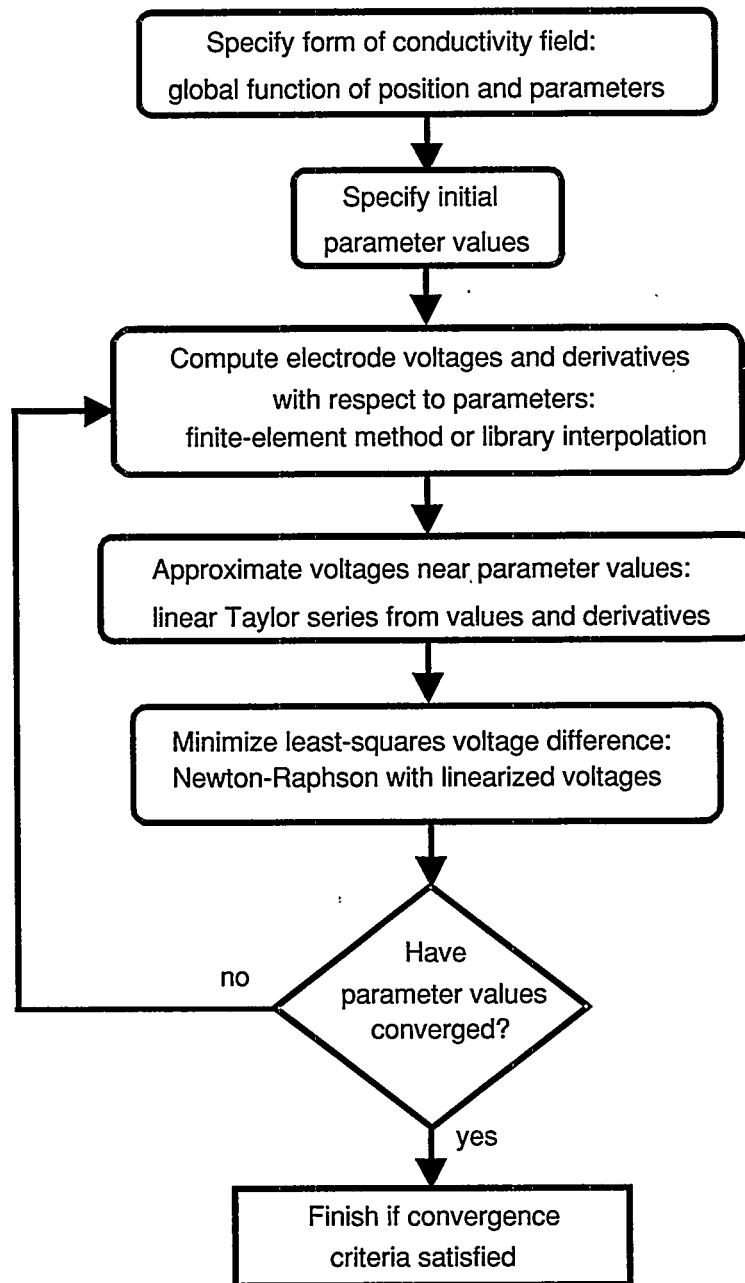 Specify form of conductivity field:
global function of position and parameters
Specify initial
parameter values
Compute electrode voltages and derivatives
with respect to parameters:
finite-element method or library interpolation
Approximate voltages near parameter values:
linear Taylor series from values and derivatives
Minimize least-squares voltage difference:
Newton-Raphson with linearized voltages
Have
parameter values
converged?
no
yes
Finish if convergence
criteria satisfied